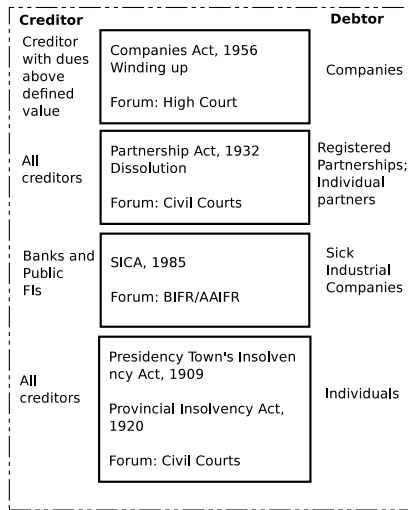 Creditor
Debtor
Creditor
with dues
above
defined
value
Companies Act, 1956
Winding up
Forum: High Court
Companies
All
creditors
Partnership Act, 1932
Dissolution
Forum: Civil Courts
Registered
Partnerships;
Individual
partners
Banks and
Public
FIs
SICA, 1985
Forum: BIFR/AAIFR
Sick
Industrial
Companies
All
creditors
Presidency Town's Insolven
ncy Act, 1909
Provincial Insolvency Act,
1920
Forum: Civil Courts
Individuals